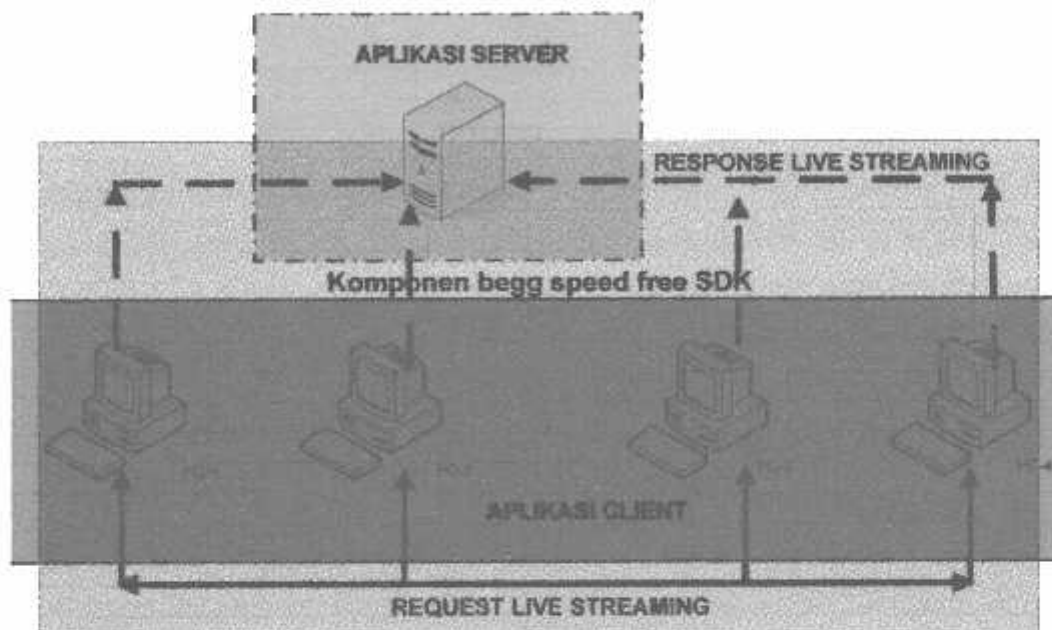 APLIKASI SERVER
RESPONSE LIVE STREAMING
Komponen begg speed free SDK
APLIKASI CLIENT
REQUEST LIVE STREAMING